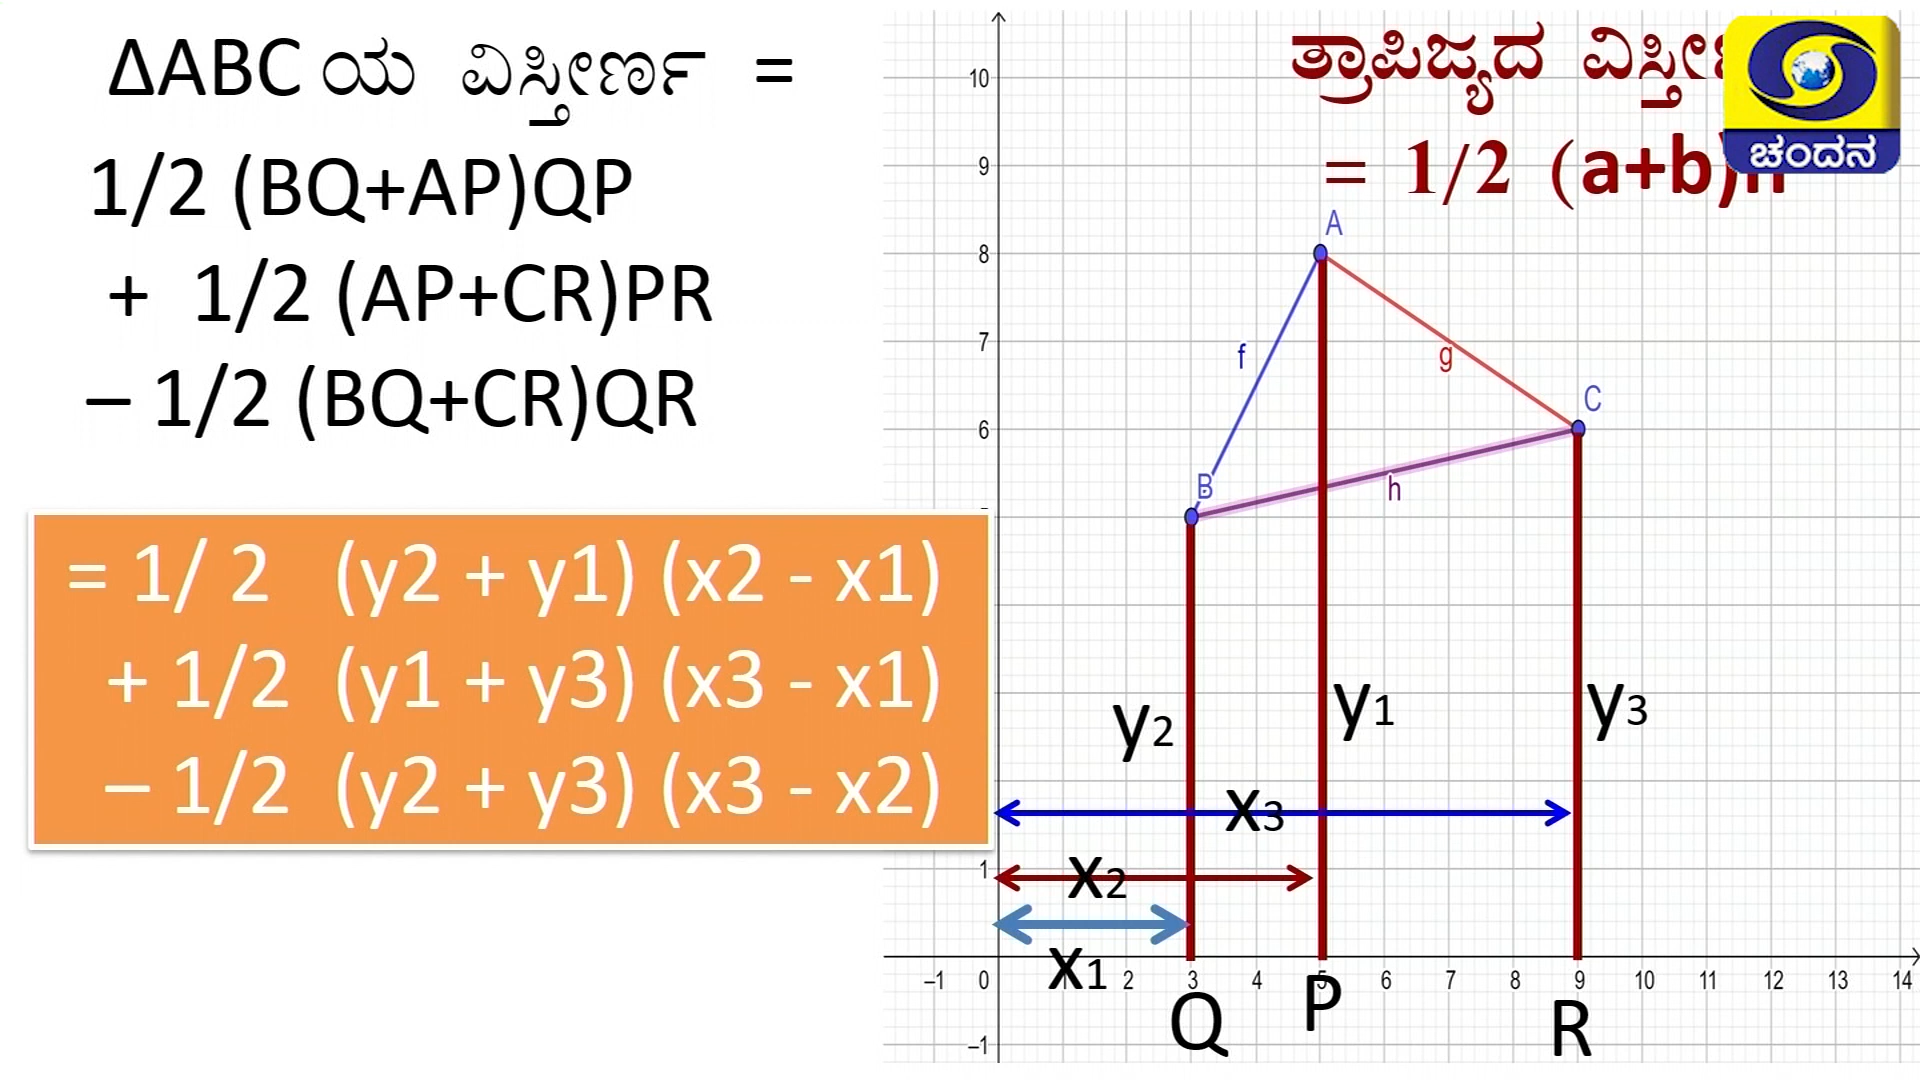 ΔABC ಯ ವಿಸ್ತೀರ್ಣ =
1/2 (BQ+AP)QP
+ 1/2 (AP+CR)PR
– 1/2 (BQ+CR)QR
= 1/ 2 (y2 + y1) (x2 - x1)
+ 1/2 (y1 + y3) (x3 - x1)
– 1/2 (y2 + y3) (x3 - x2)
ತ್ರಾಪಿಜ್ಯದ
= 1/2 (a+b)h
ಚಂದನ
10
9
A
8
7
f
g
C
6
B
h
y2
y1
y3
x3
1
x2
x1
–1 0 2 3 4 5 6 7 8 9 10 11 12 13 14
Q P R
–1